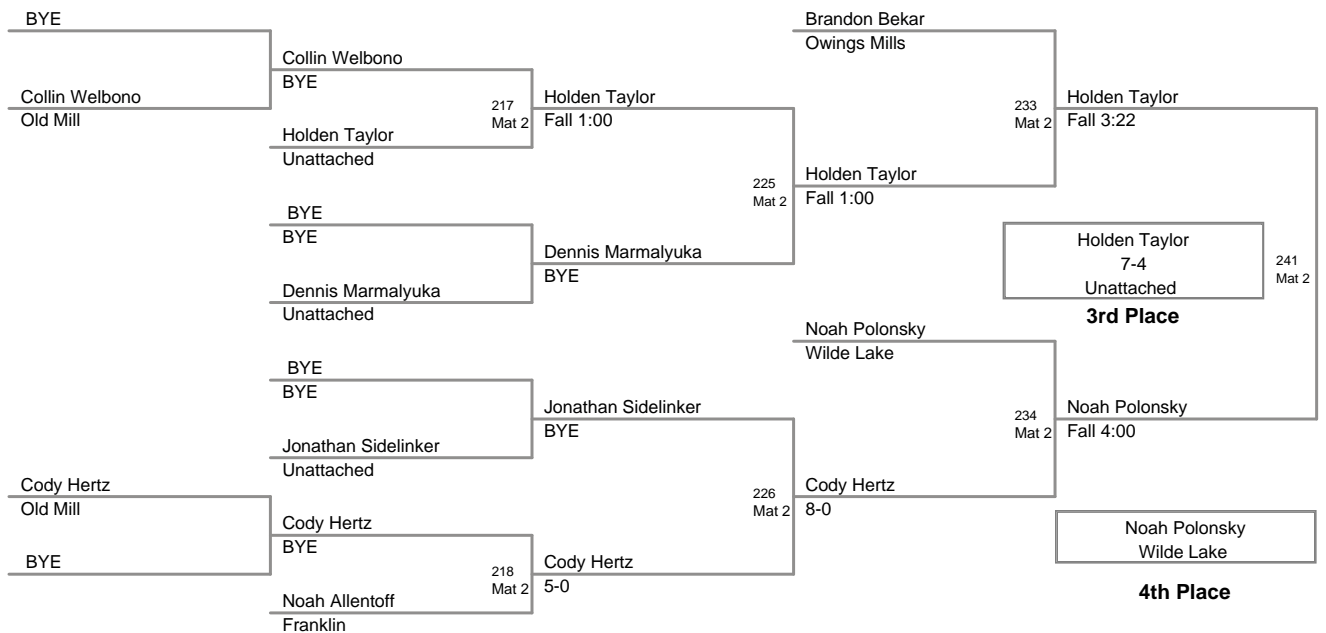 BYE
Collin Welbono
Old Mill
Collin Welbono
BYE
Holden Taylor
Unattached
217
Mat 2
Holden Taylor
Fall 1:00
BYE
BYE
Dennis Marmalyuka
Unattached
Dennis Marmalyuka
BYE
225
Mat 2
Brandon Bekar
Owings Mills
Holden Taylor
Fall 1:00
233
Mat 2
Holden Taylor
Fall 3:22
Holden Taylor
7-4
Unattached
3rd Place
241
Mat 2
BYE
BYE
Jonathan Sidelinker
Unattached
Jonathan Sidelinker
BYE
Cody Hertz
Old Mill
BYE
Cody Hertz
BYE
Noah Allentoff
Franklin
218
Mat 2
Cody Hertz
5-0
226
Mat 2
Noah Polonsky
Wilde Lake
Cody Hertz
8-0
234
Mat 2
Noah Polonsky
Fall 4:00
Noah Polonsky
Wilde Lake
4th Place